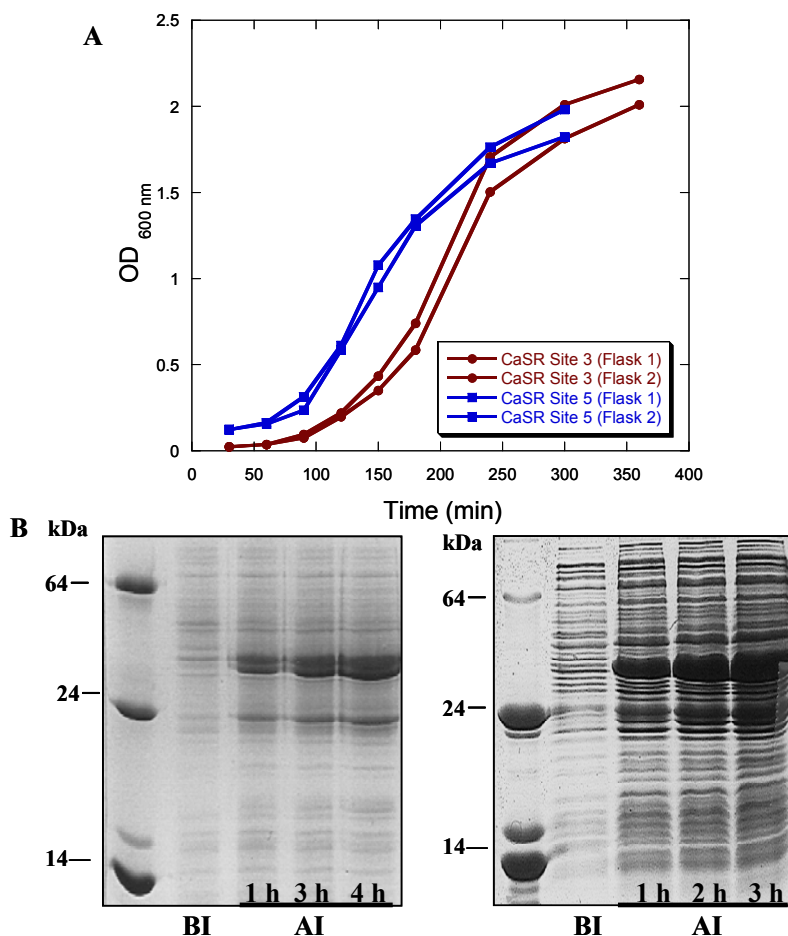 A
2.5
2
1.5
1
0.5
0
OD 600 nm
0 50 100 150 200 250 300 350 400
Time (min)
CaSR Site 3 (Flask 1)
CaSR Site 3 (Flask 2)
CaSR Site 5 (Flask 1)
CaSR Site 5 (Flask 2)
B
kDa
64
24
14
1 h 3 h 4 h
BI AI
kDa
64
24
14
1 h 2 h 3 h
BI AI